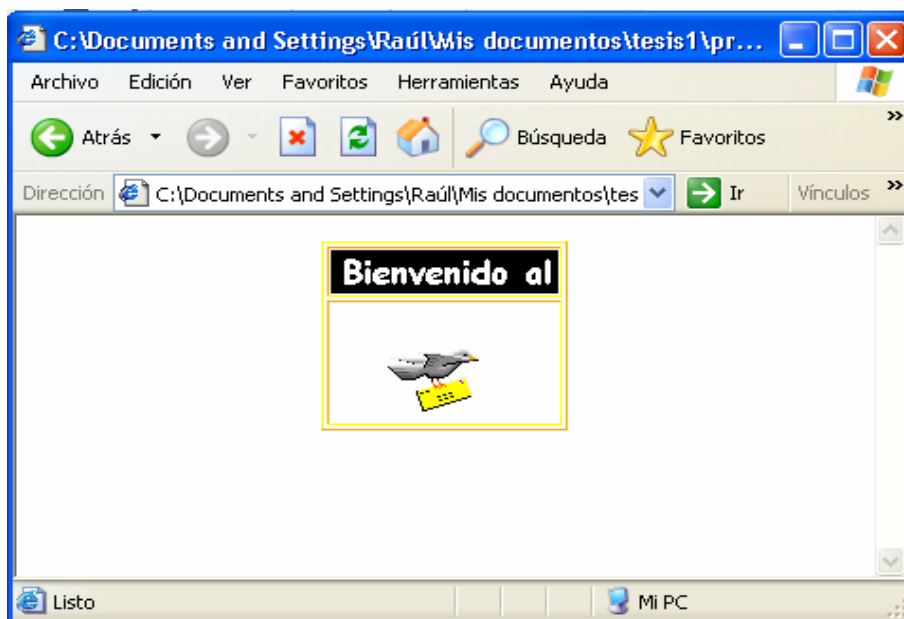 C:\Documents and Settings\Raúl\Mis documentos\tesis1\pr...
Archivo Edición Ver Favoritos Herramientas Ayuda
Atrás Búsqueda Favoritos »
Dirección C:\Documents and Settings\Raúl\Mis documentos\tes Ir Vínculos »
Bienvenido al
Listo Mi PC